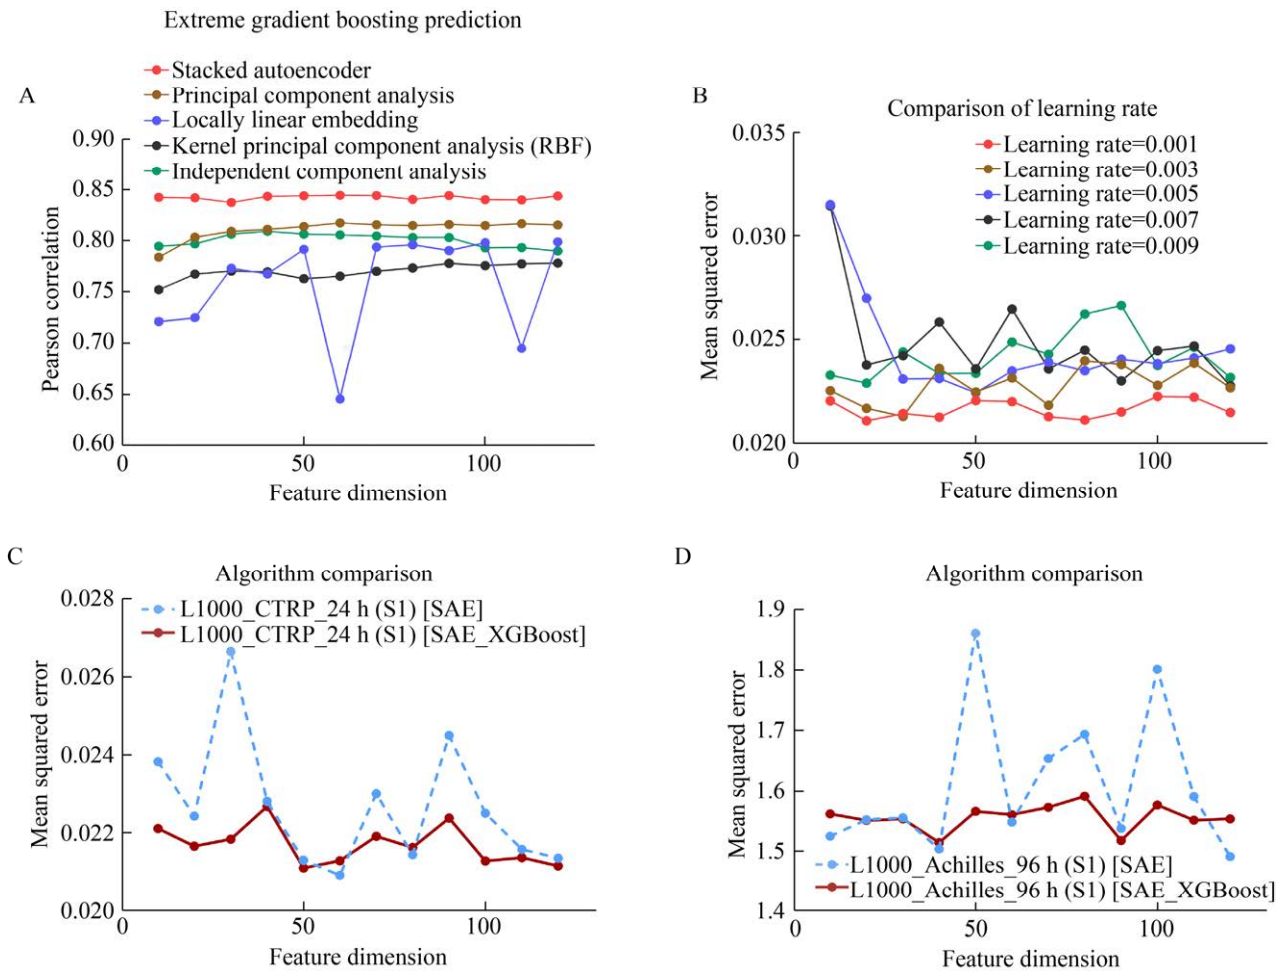 Extreme gradient boosting prediction
A
Stacked autoencoder
Principal component analysis
Locally linear embedding
Kernel principal component analysis (RBF)
Independent component analysis
0.90
0.85
0.80
0.75
0.70
0.65
0.60
Pearson correlation
0
50
100
Feature dimension
B
Comparison of learning rate
Learning rate=0.001
Learning rate=0.003
Learning rate=0.005
Learning rate=0.007
Learning rate=0.009
0.035
0.030
0.025
0.020
Mean squared error
0
50
100
Feature dimension
C
Algorithm comparison
L1000_CTRP_24 h (S1) [SAE]
L1000_CTRP_24 h (S1) [SAE_XGBoost]
0.028
0.026
0.024
0.022
0.020
Mean squared error
0
50
100
Feature dimension
D
Algorithm comparison
1.9
1.8
1.7
1.6
1.5
1.4
Mean squared error
L1000_Achilles_96 h (S1) [SAE]
L1000_Achilles_96 h (S1) [SAE_XGBoost]
0
50
100
Feature dimension